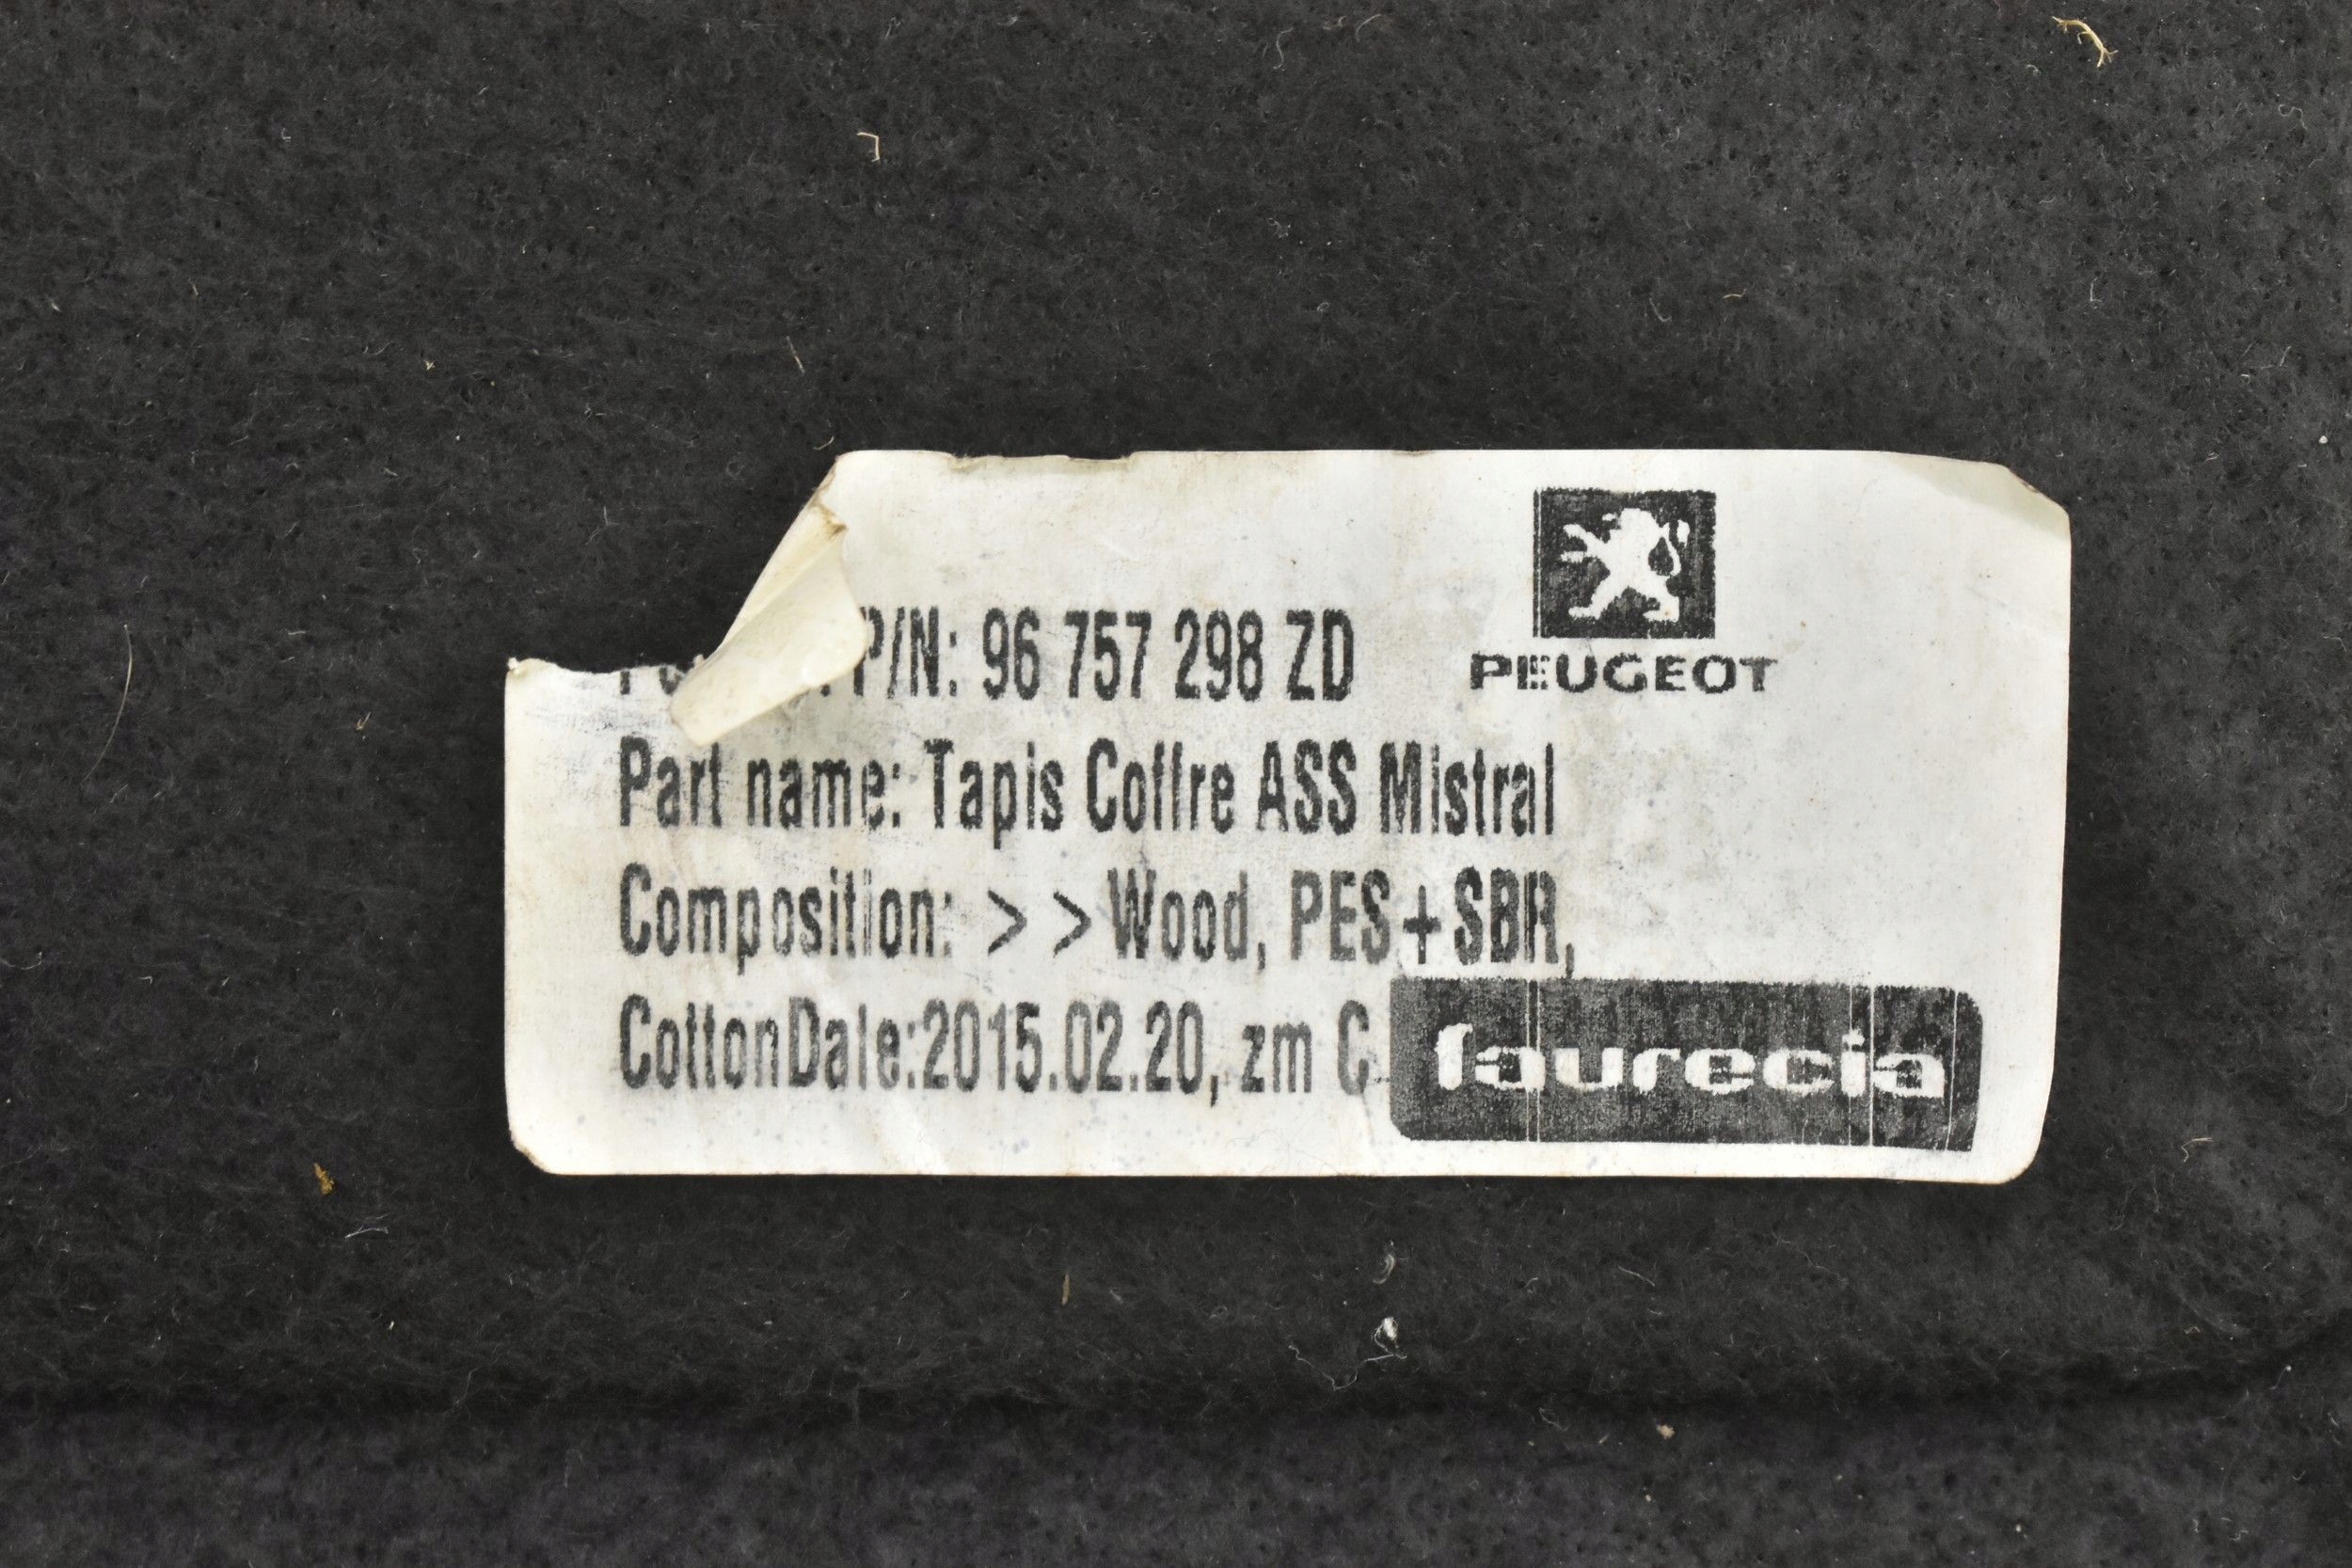 P/N: 96 757 298 ZD
PEUGEOT
Part name: Tapis Coffre ASS Mistral
Composition: >>Wood, PES+SBR,
CottonDate:2015.02.20, zm C
faurecia